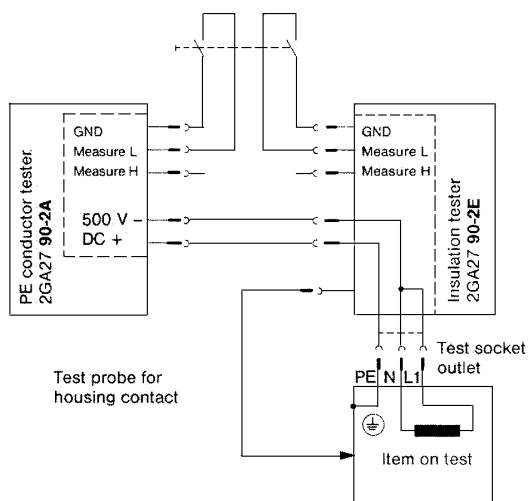 PE conductor tester.
2GA27 90-2A
GND
Measure L
Measure H
500 V –
DC +
GND
Measure L
Measure H
Insulation tester
2GA27 90-2E
Test probe for
housing contact
Test socket
outlet
PE N L1
Item on test